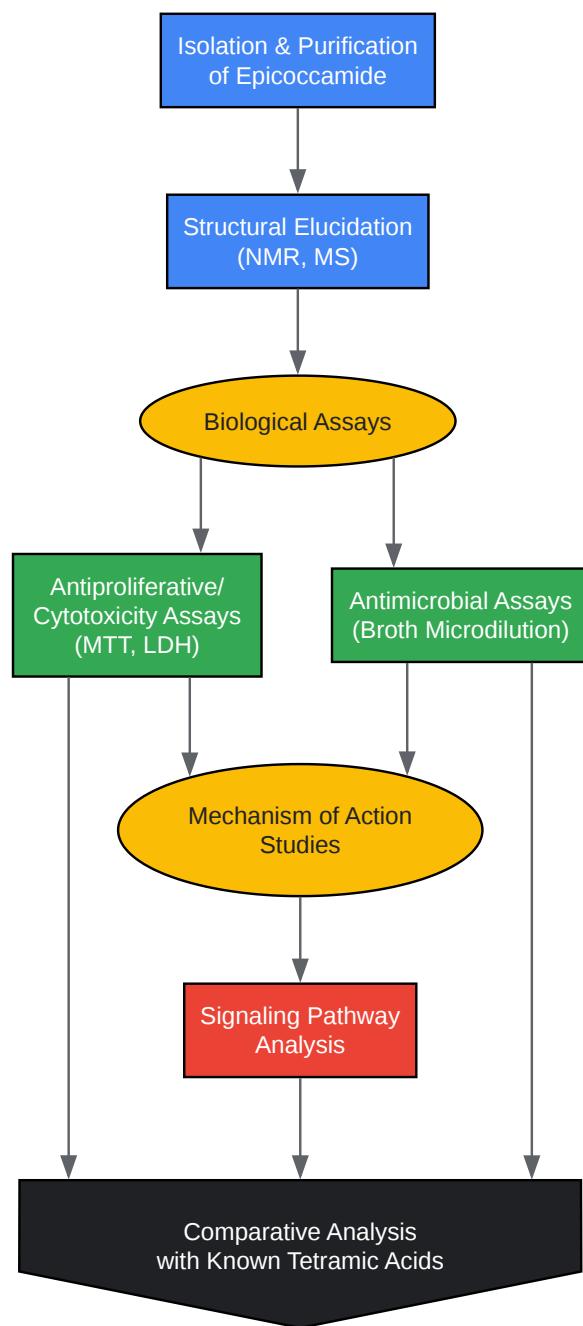 Isolation & Purification
of Epicoccamide
Structural Elucidation
(NMR, MS)
Biological Assays
Antiproliferative/
Cytotoxicity Assays
(MTT, LDH)
Antimicrobial Assays
(Broth Microdilution)
Mechanism of Action
Studies
Signaling Pathway
Analysis
Comparative Analysis
with Known Tetramic Acids